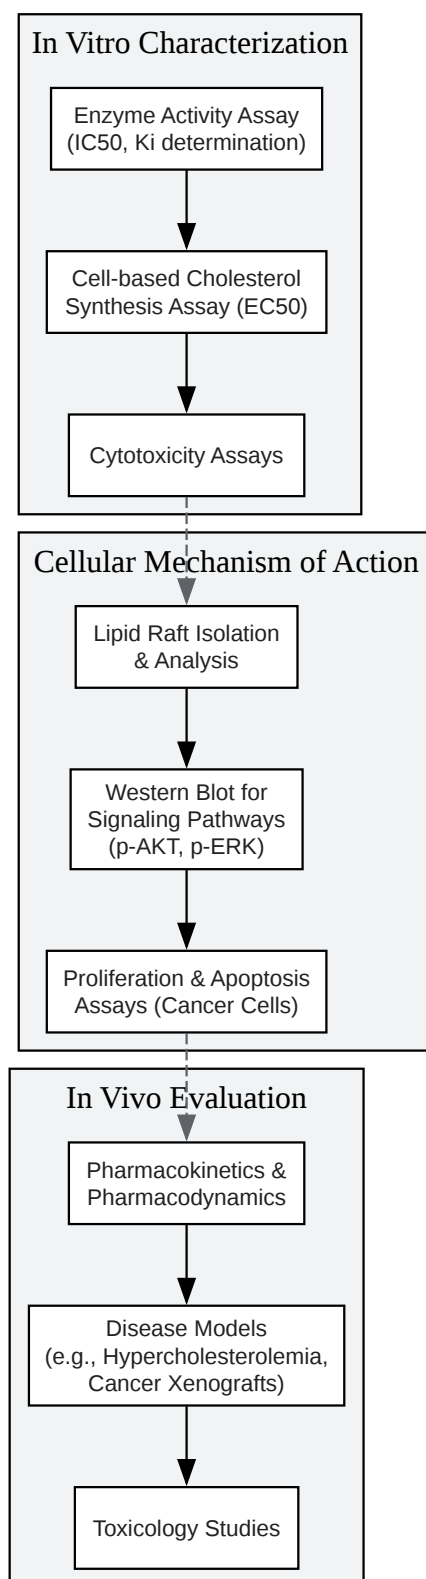 In Vitro Characterization
Enzyme Activity Assay
(IC50, Ki determination)
Cell-based Cholesterol
Synthesis Assay (EC50)
Cytotoxicity Assays
Cellular Mechanism of Action
Lipid Raft Isolation
& Analysis
Western Blot for
Signaling Pathways
(p-AKT, p-ERK)
Proliferation & Apoptosis
Assays (Cancer Cells)
In Vivo Evaluation
Pharmacokinetics &
Pharmacodynamics
Disease Models
(e.g., Hypercholesterolemia,
Cancer Xenografts)
Toxicology Studies